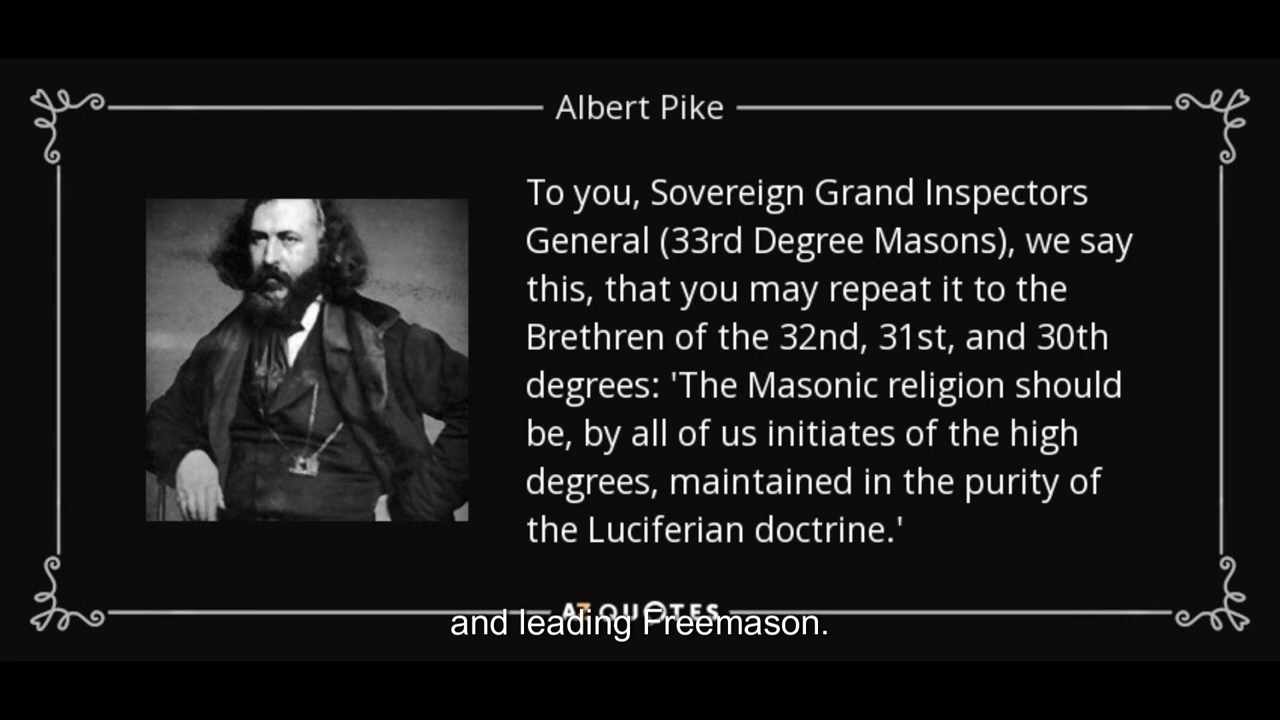 Albert Pike
To you, Sovereign Grand Inspectors
General (33rd Degree Masons), we say
this, that you may repeat it to the
Brethren of the 32nd, 31st, and 30th
degrees: 'The Masonic religion should
be, by all of us initiates of the high
degrees, maintained in the purity of
the Luciferian doctrine.'
AZ QUOTES
and leading Freemason.